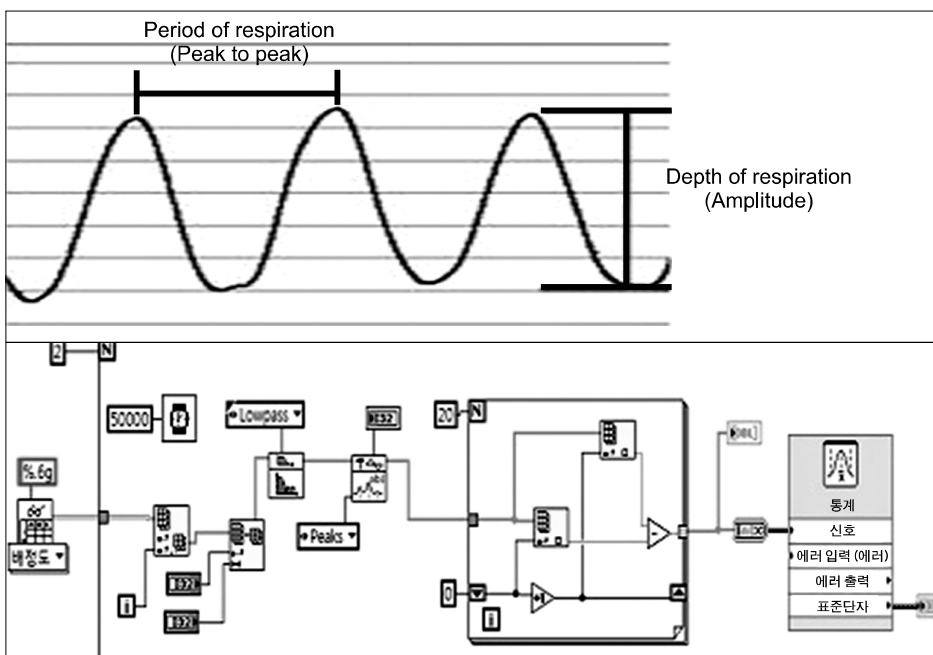 Period of respiration
(Peak to peak)
Depth of respiration
(Amplitude)
2
N
50000
Lowpass
I32
20
N
%.6g
배정도
Peaks
통계
신호
에러 입력 (에러)
에러 출력
표준단자
i
I32
I32
0
+1
i